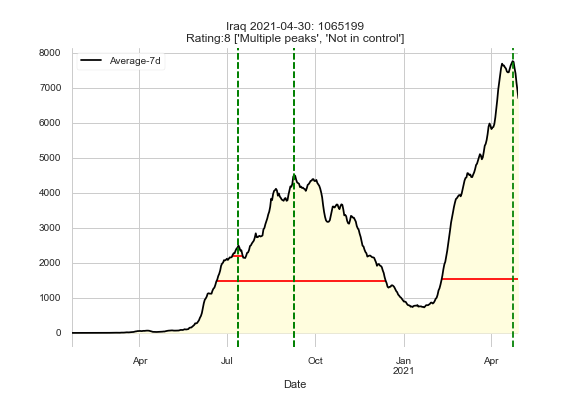 Iraq 2021-04-30: 1065199
Rating:8 ['Multiple peaks', 'Not in control']
Average-7d
8000
7000
6000
5000
4000
3000
2000
1000
0
Apr Jul Oct Jan Apr
2021
Date